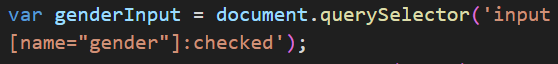 var genderInput = document.querySelector('input
[name="gender"]:checked');